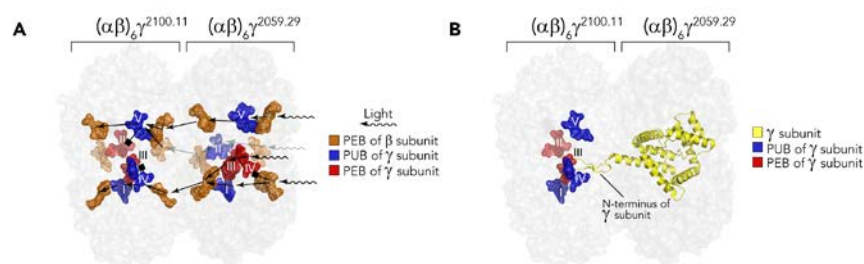 A
(αβ)₆γ²¹⁰⁰·¹¹ (αβ)₆γ²⁰⁵⁹·²⁹
V
V
Light
III
III IV
IV
PEB of β subunit
PUB of γ subunit
PEB of γ subunit
B
(αβ)₆γ²¹⁰⁰·¹¹ (αβ)₆γ²⁰⁵⁹·²⁹
V
III
IV
N-terminus of
γ subunit
γ subunit
PUB of γ subunit
PEB of γ subunit